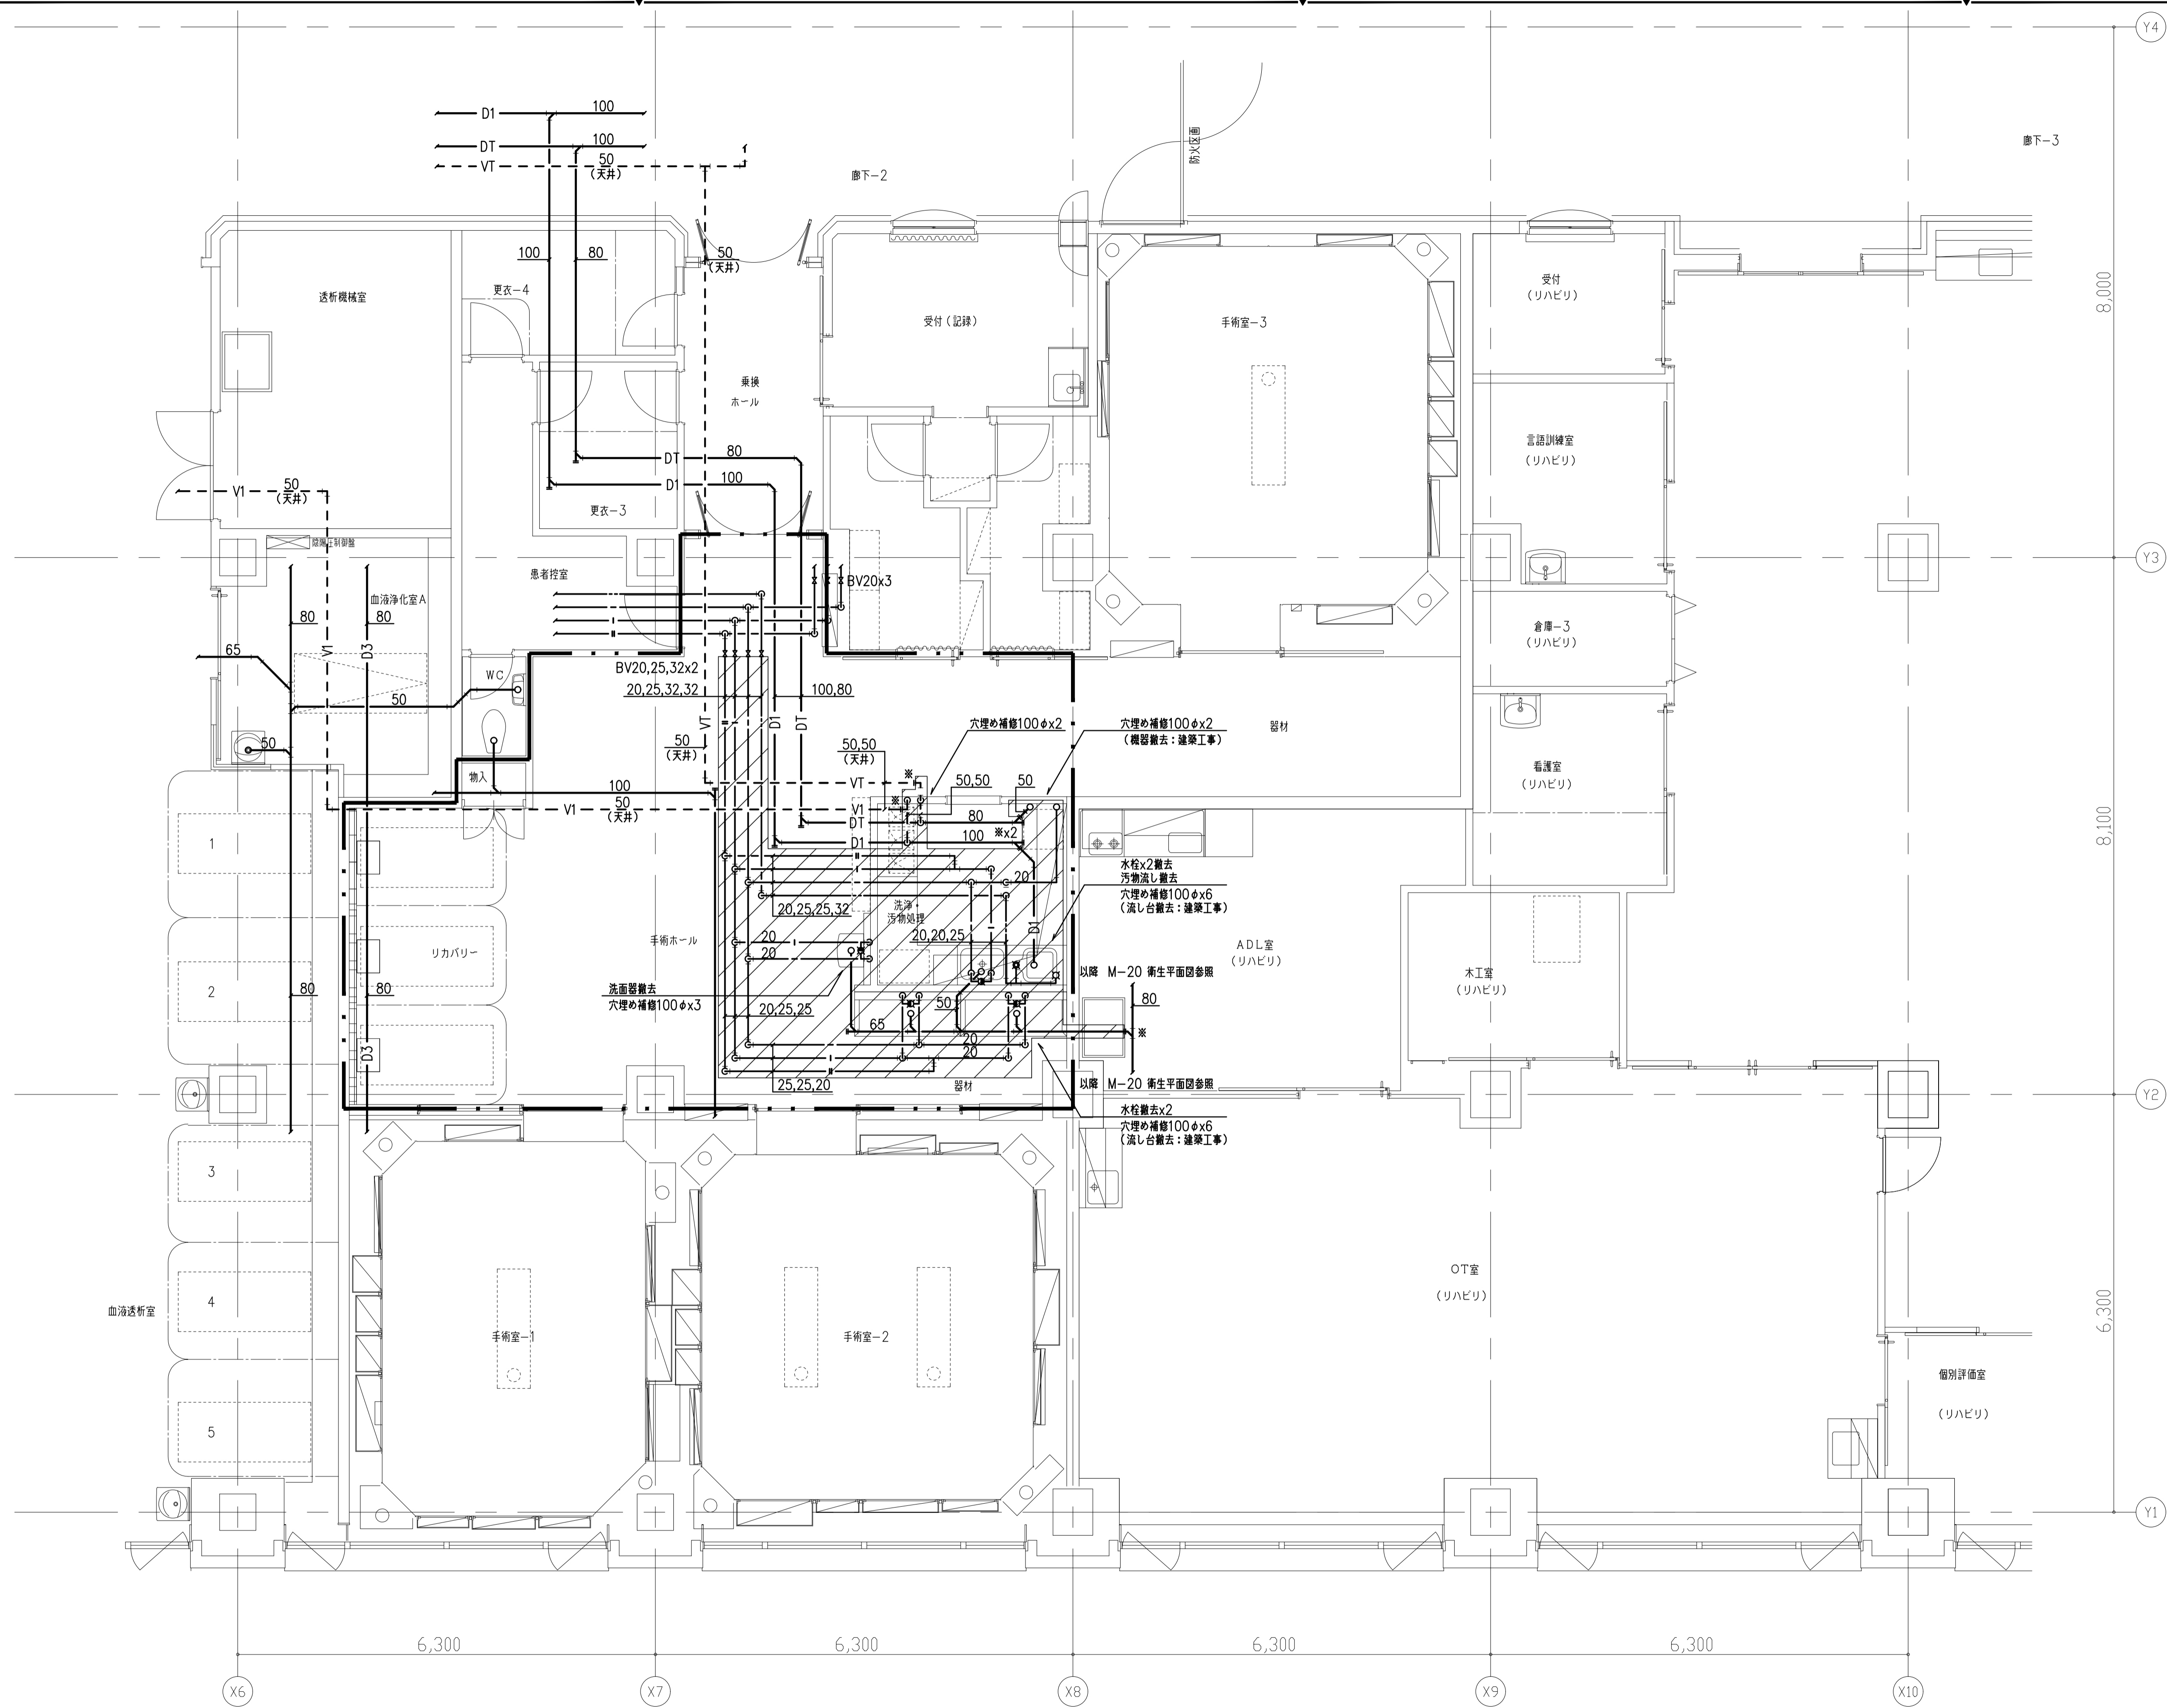 Y4
D1 100
DT 100
VT 50
(天井)
防火区画
廊下-3
廊下-2
100
80
50
(天井)
透析機械室
更衣-4
受付(記録)
手術室-3
受付
(リハビリ)
8,000
乗換
ホール
言語訓練室
(リハビリ)
DT 80
D1 100
V1 50
(天井)
更衣-3
陰陽圧制御盤
Y3
患者控室
BV20x3
血液浄化室A
80
80
65
V1
D3
倉庫-3
(リハビリ)
WC
BV20,25,32x2
20,25,32,32
100,80
50
50
VT
D1
DT
50
(天井)
50,50
(天井)
穴埋め補修100φx2
穴埋め補修100φx2
(機器撤去:建築工事)
器材
看護室
(リハビリ)
物入
100
V1 50
(天井)
VT
※
50,50
50
V1
※
DT 80
D1 100
※x2
8,100
1
水栓x2撤去
汚物流し撤去
穴埋め補修100φx6
(流し台撤去:建築工事)
20
20,25,25,32
洗浄・
汚物処理
D1
20,20,25
20
20
手術ホール
リカバリー
ADL室
(リハビリ)
木工室
(リハビリ)
以降 M-20 衛生平面図参照
2
80
80
洗面器撤去
穴埋め補修100φx3
20,25,25
50
80
65
※
20
20
D3
25,25,20
器材
以降 M-20 衛生平面図参照
Y2
水栓撤去x2
穴埋め補修100φx6
(流し台撤去:建築工事)
3
OT室
(リハビリ)
4
血液透析室
手術室-1
手術室-2
6,300
個別評価室
(リハビリ)
5
Y1
6,300
6,300
6,300
6,300
X6
X7
X8
X9
X10